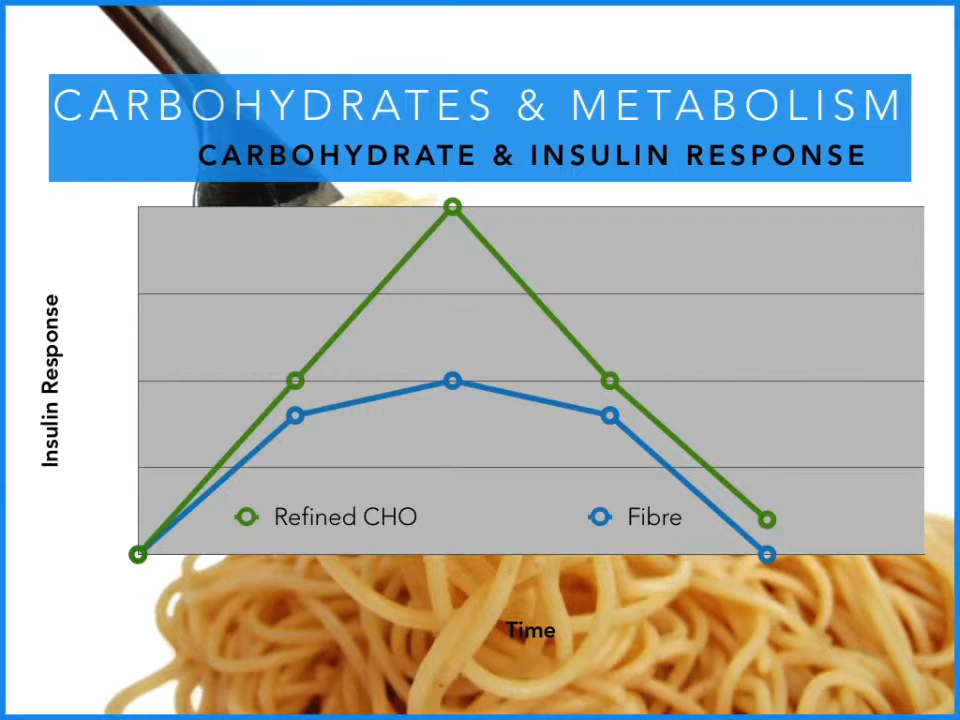 CARBOHYDRATES & METABOLISM
CARBOHYDRATE & INSULIN RESPONSE
Insulin Response
Refined CHO
Fibre
Time